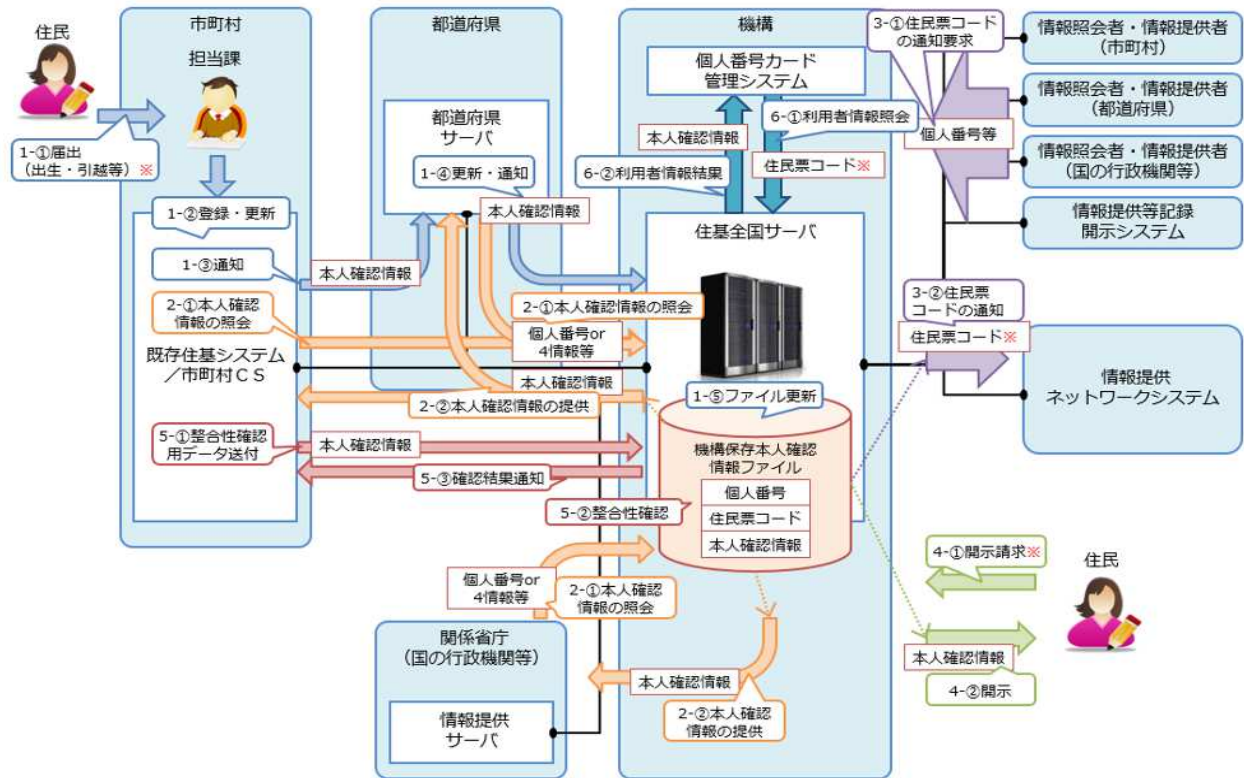 住民
市町村
担当課
1-①届出
（出生・引越等）※
1-②登録・更新
1-③通知
本人確認情報
2-①本人確認
情報の照会
既存住基システム
／市町村ＣＳ
5-①整合性確認
用データ送付
本人確認情報
5-③確認結果通知
都道府県
都道府県
サーバ
1-④更新・通知
本人確認情報
2-①本人確認情報の照会
個人番号or
4情報等
本人確認情報
2-②本人確認情報の提供
機構
個人番号カード
管理システム
本人確認情報
6-①利用者情報照会
6-②利用者情報結果
住民票コード※
住基全国サーバ
1-⑤ファイル更新
機構保存本人確認
情報ファイル
個人番号
住民票コード
本人確認情報
5-②整合性確認
個人番号or
4情報等
2-①本人確認
情報の照会
関係省庁
（国の行政機関等）
情報提供
サーバ
本人確認情報
2-②本人確認
情報の提供
3-①住民票コード
の通知要求
個人番号等
情報照会者・情報提供者
（市町村）
情報照会者・情報提供者
（都道府県）
情報照会者・情報提供者
（国の行政機関等）
情報提供等記録
開示システム
3-②住民票
コードの通知
住民票コード※
情報提供
ネットワークシステム
4-①開示請求※
住民
本人確認情報
4-②開示